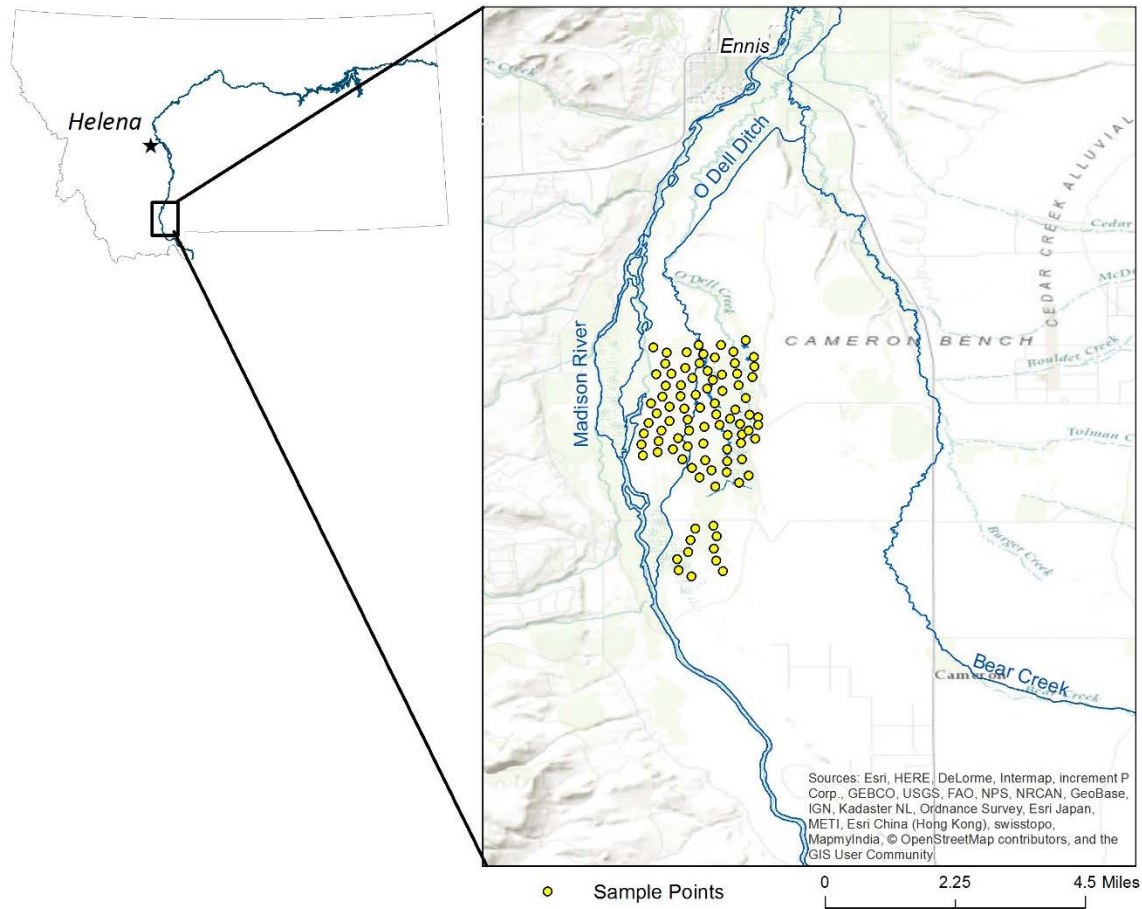 Helena
Ennis
re Creek
O Dell Ditch
CEDAR CREEK ALLUVIAL
Cedar
O'Dell Creek
McDe
Madison River
CAMERON BENCH
Boulder Creek
Tolman C
Burger Creek
Bear Creek
Cameron
Bear Creek
Sources: Esri, HERE, DeLorme, Intermap, increment P
Corp., GEBCO, USGS, FAO, NPS, NRCAN, GeoBase,
IGN, Kadaster NL, Ordnance Survey, Esri Japan,
METI, Esri China (Hong Kong), swisstopo,
MapmyIndia, © OpenStreetMap contributors, and the
GIS User Community
Sample Points
0 2.25 4.5 Miles